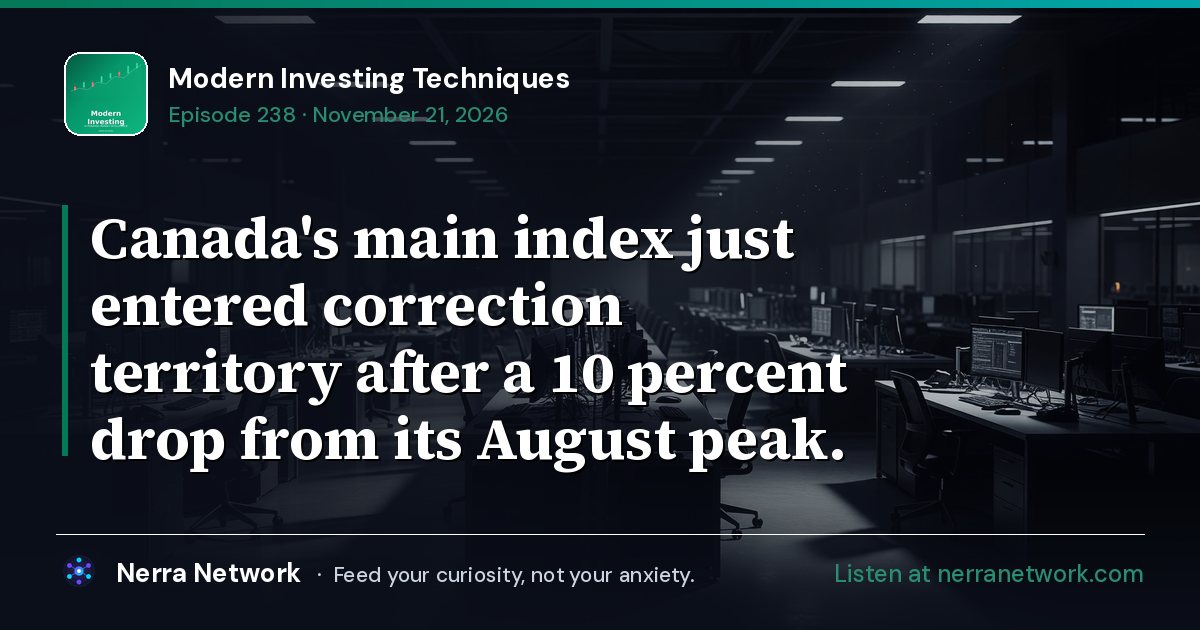 Modern Investing Techniques
Episode 238 · November 21, 2026
Modern
Investing
Canada's main index just
entered correction
territory after a 10 percent
drop from its August peak.
Nerra Network · Feed your curiosity, not your anxiety.
Listen at nerranetwork.com